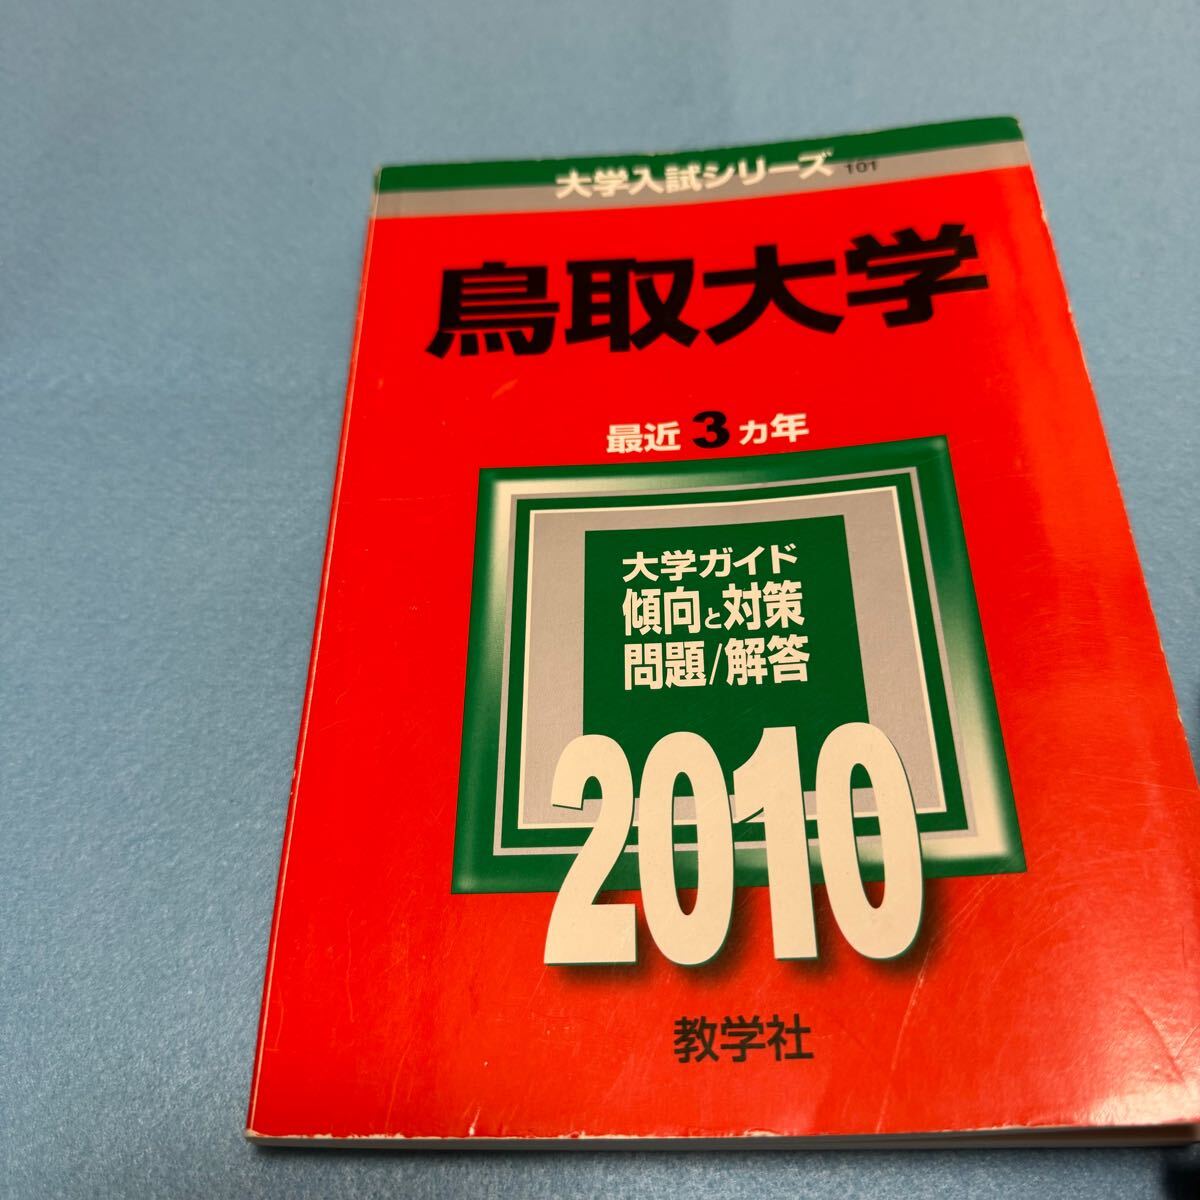 大学入試シリーズ 101
鳥取大学
最近 3 カ年
大学ガイド
傾向と対策
問題/解答
2010
教学社